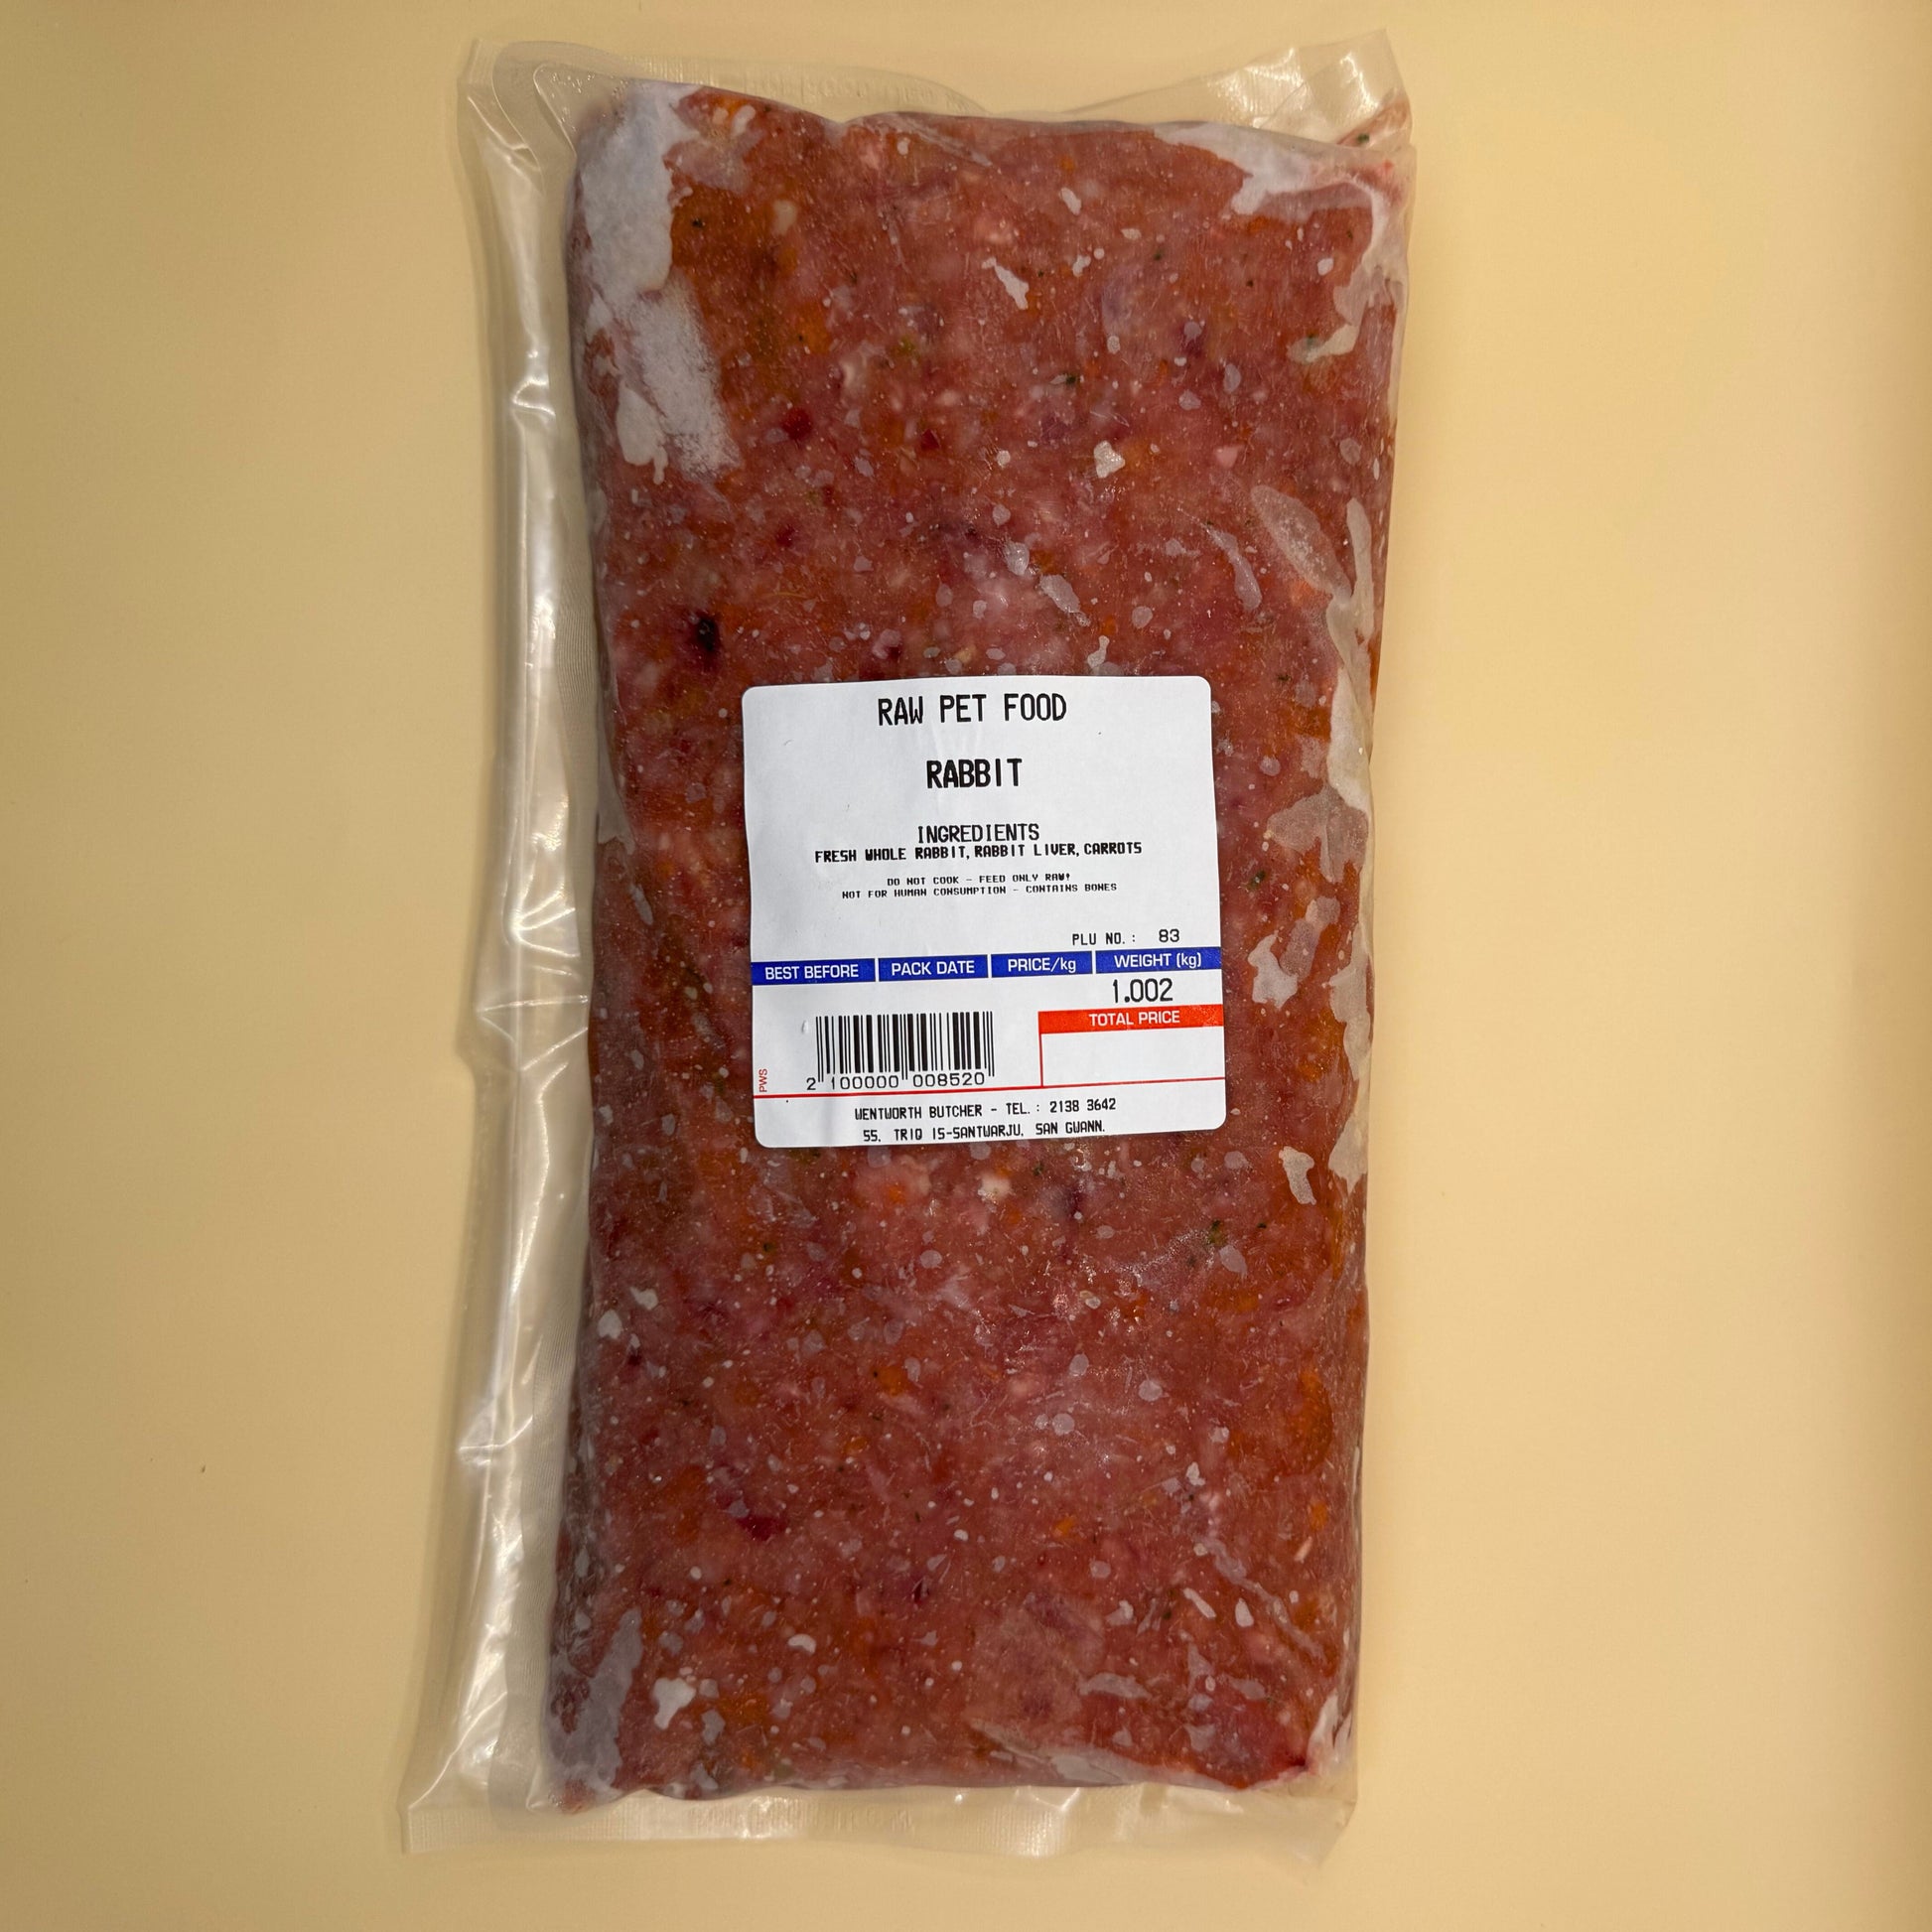 RAW PET FOOD
RABBIT
INGREDIENTS
FRESH WHOLE RABBIT, RABBIT LIVER, CARROTS
DO NOT COOK - FEED ONLY RAW!
NOT FOR HUMAN CONSUMPTION - CONTAINS BONES
PLU NO.: 83
BEST BEFORE PACK DATE PRICE/kg WEIGHT (kg)
1.002
TOTAL PRICE
2 100000 008520
PWS
WENTWORTH BUTCHER - TEL.: 2138 3642
55, TRIQ IS-SANTWARJU, SAN GWANN.